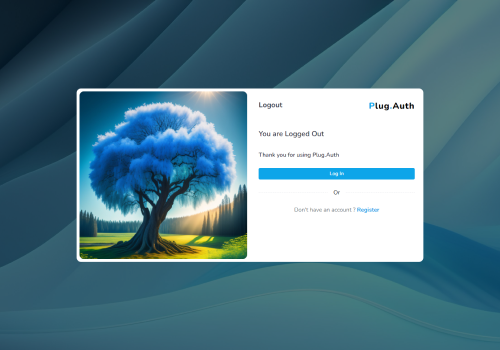 Logout
Plug.Auth
You are Logged Out
Thank you for using Plug.Auth
Log In
Or
Don't have an account ? Register